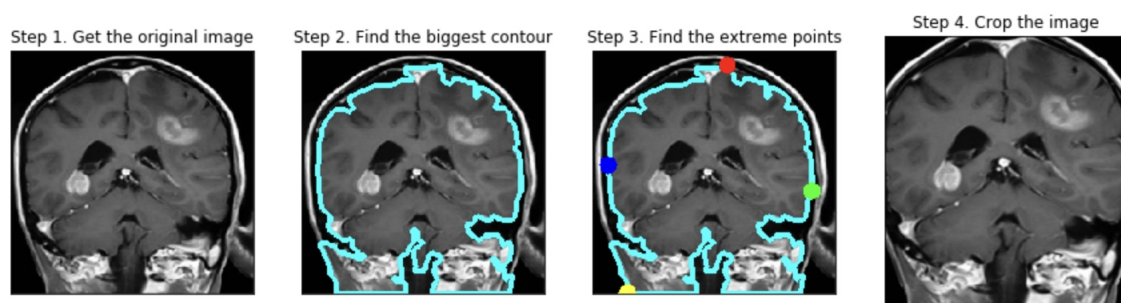 Step 1. Get the original image
Step 2. Find the biggest contour
Step 3. Find the extreme points
Step 4. Crop the image